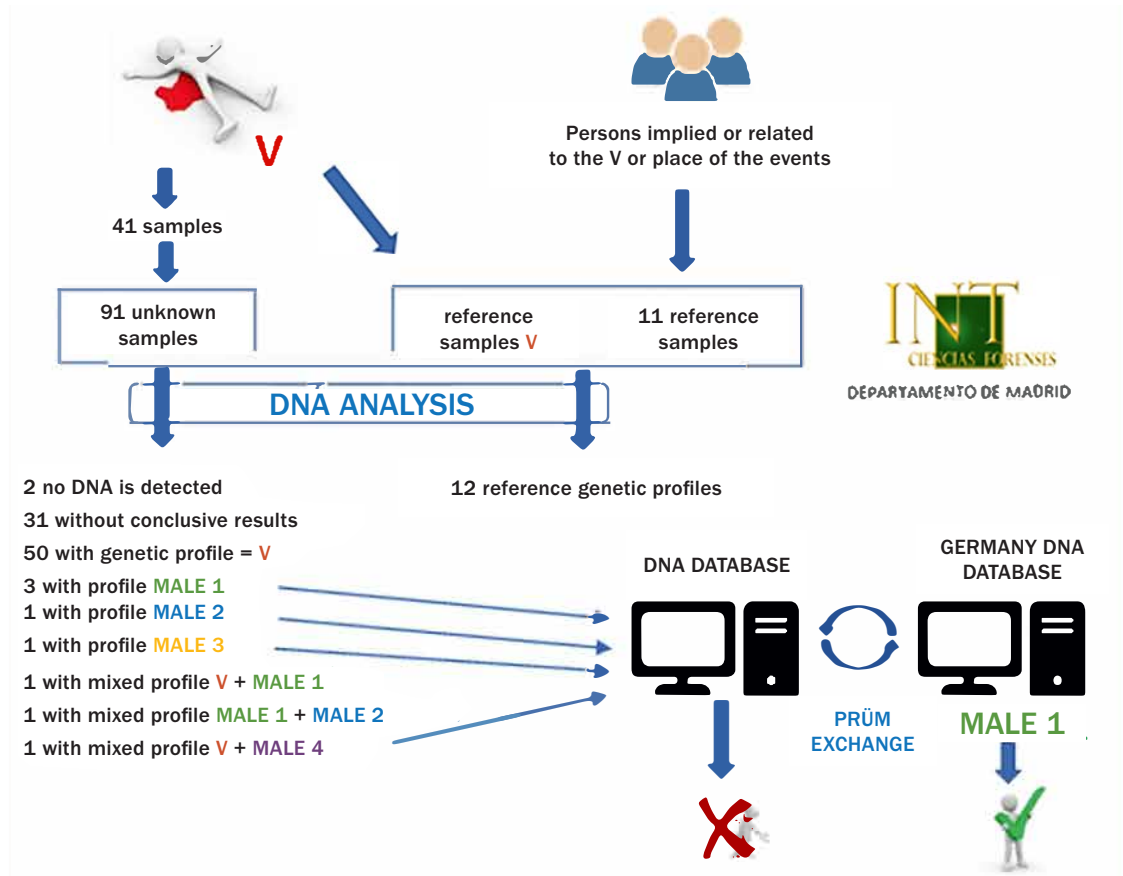 V
Persons implied or related
to the V or place of the events
41 samples
91 unknown
samples
reference
samples V
11 reference
samples
INT
CIENCIAS FORENSES
DEPARTAMENTO DE MADRID
DNÁ ANALYSIS
2 no DNA is detected
31 without conclusive results
50 with genetic profile = V
3 with profile MALE 1
1 with profile MALE 2
1 with profile MALE 3
1 with mixed profile V + MALE 1
1 with mixed profile MALE 1 + MALE 2
1 with mixed profile V + MALE 4
12 reference genetic profiles
DNA DATABASE
GERMANY DNA
DATABASE
PRÜM
EXCHANGE
MALE 1